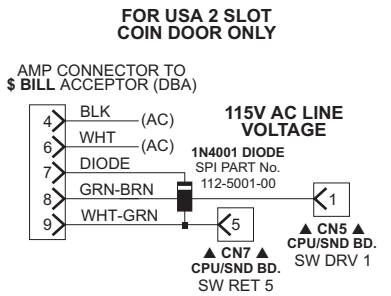 FOR USA 2 SLOT
COIN DOOR ONLY
AMP CONNECTOR TO
$ BILL ACCEPTOR (DBA)
4 BLK (AC)
6 WHT (AC)
7 DIODE
8 GRN-BRN
9 WHT-GRN
115V AC LINE
VOLTAGE
1N4001 DIODE
SPI PART No.
112-5001-00
1
▲ CN5 ▲
CPU/SND BD.
SW DRV 1
5
▲ CN7 ▲
CPU/SND BD.
SW RET 5